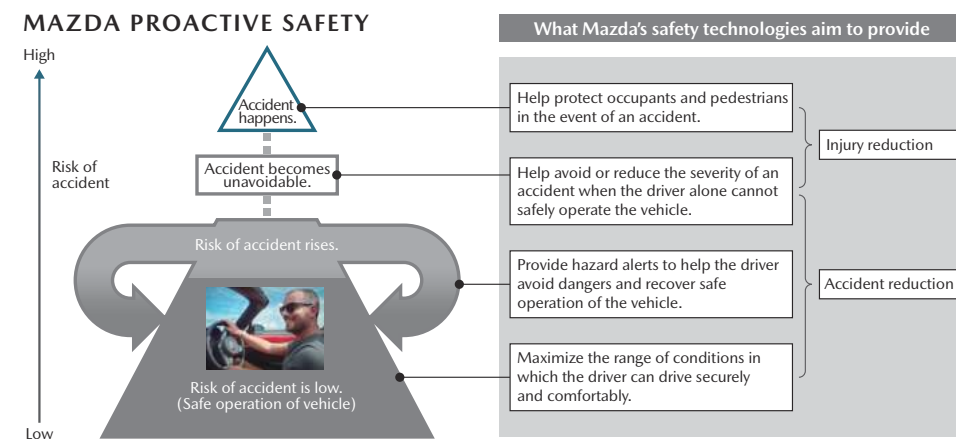 MAZDA PROACTIVE SAFETY
What Mazda's safety technologies aim to provide
High
Accident
happens.
Help protect occupants and pedestrians
in the event of an accident.
Injury reduction
Risk of
accident
Accident becomes
unavoidable.
Help avoid or reduce the severity of an
accident when the driver alone cannot
safely operate the vehicle.
Risk of accident rises.
Provide hazard alerts to help the driver
avoid dangers and recover safe
operation of the vehicle.
Accident reduction
Risk of accident is low.
(Safe operation of vehicle)
Maximize the range of conditions in
which the driver can drive securely
and comfortably.
Low